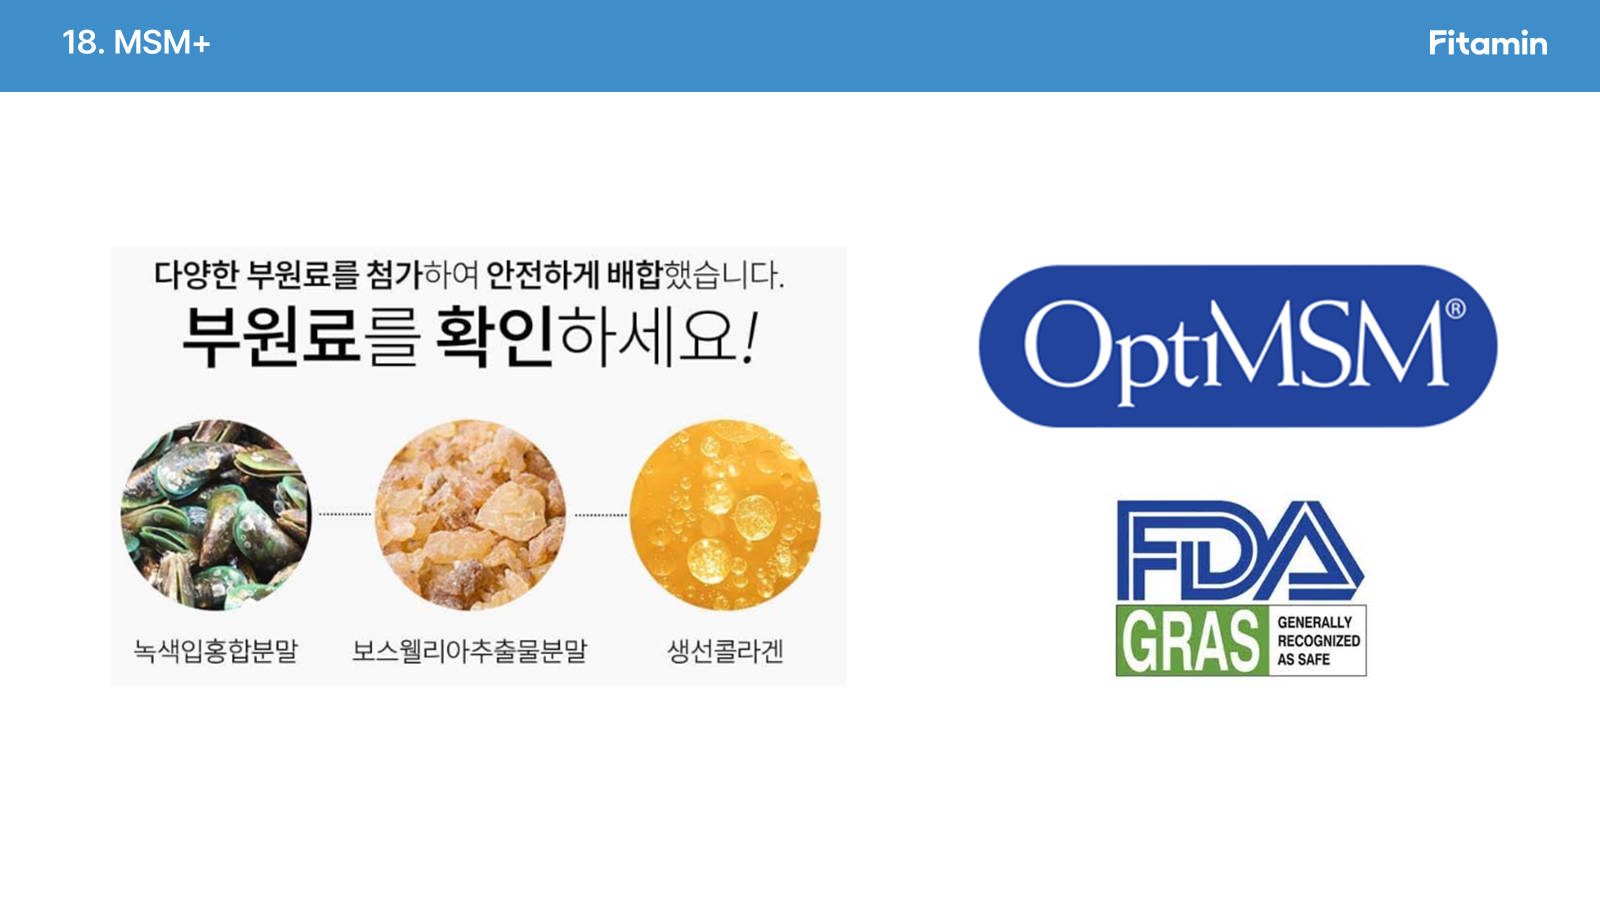 18. MSM+
Fitamin
다양한 부원료를 첨가하여 안전하게 배합했습니다.
부원료를 확인하세요!
녹색입홍합분말
보스웰리아추출물분말
생선콜라겐
OptiMSM®
FDA
GRAS
GENERALLY
RECOGNIZED
AS SAFE